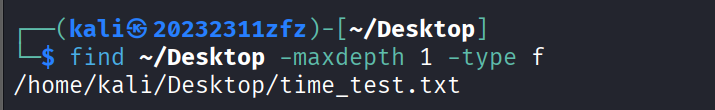 ┌──(kali㉿20232311zfz)-[~/Desktop]
└─$ find ~/Desktop -maxdepth 1 -type f
/home/kali/Desktop/time_test.txt